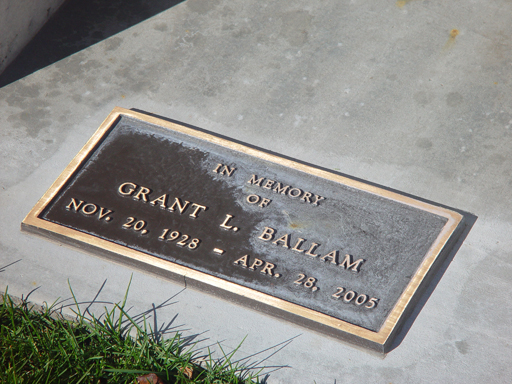 IN MEMORY
OF
GRANT L. BALLAM
NOV. 20, 1928 - APR. 28, 2005